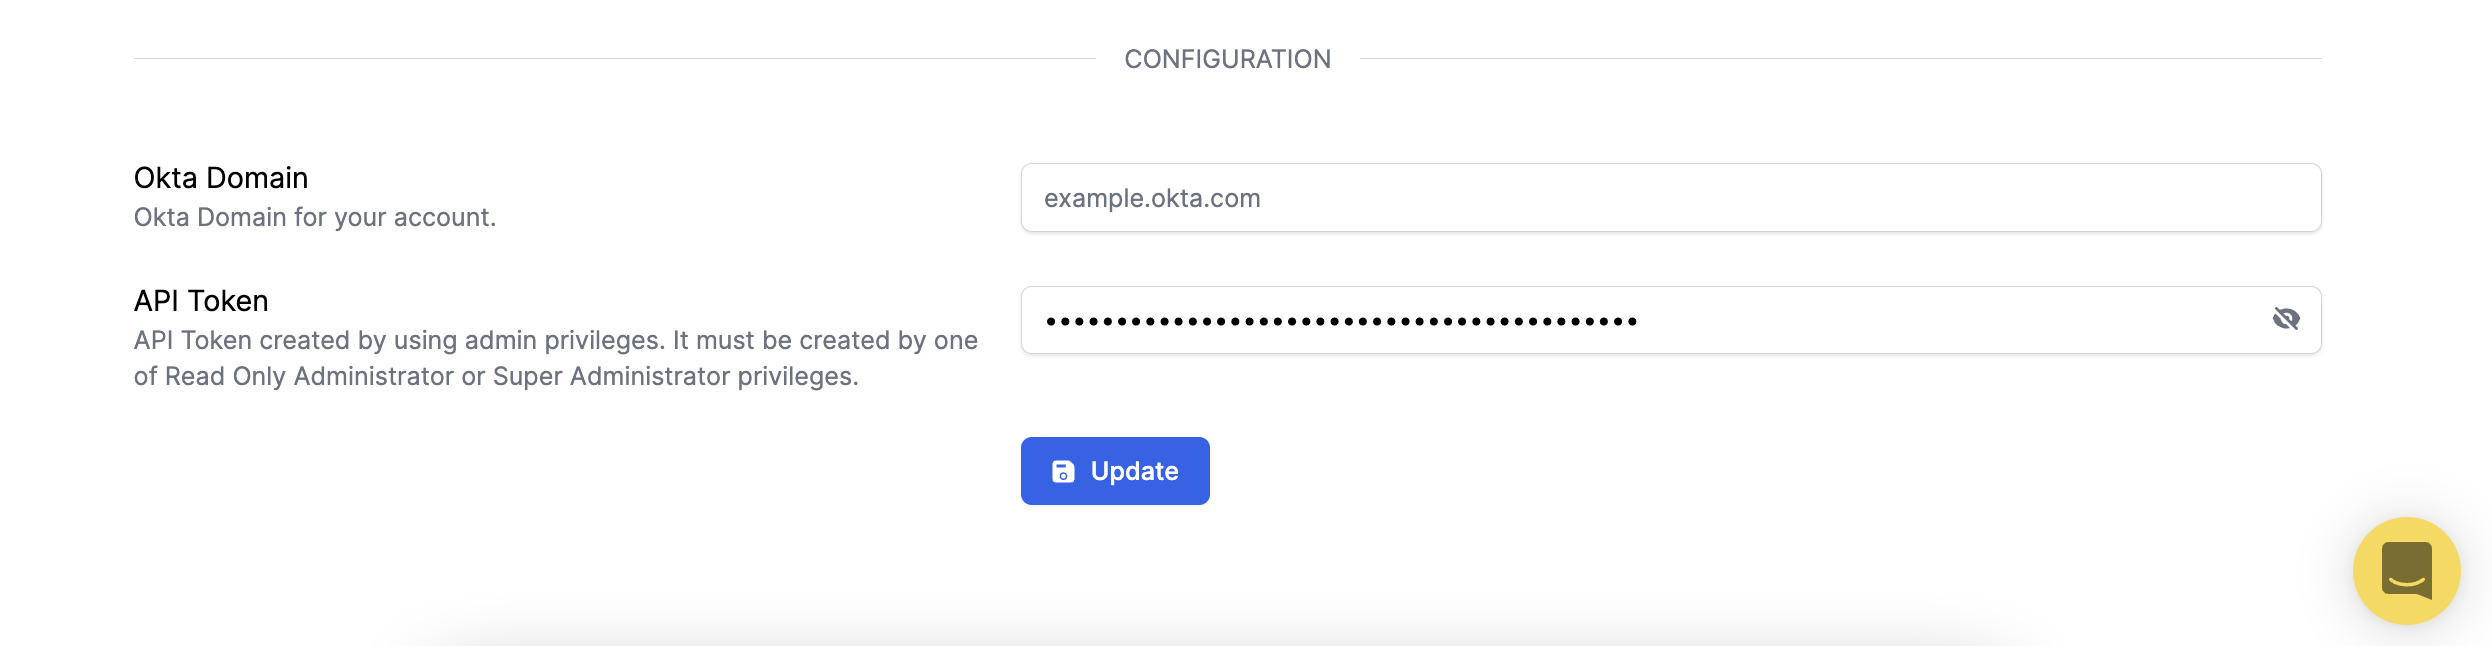 CONFIGURATION
Okta Domain
Okta Domain for your account.
example.okta.com
API Token
API Token created by using admin privileges. It must be created by one
of Read Only Administrator or Super Administrator privileges.
••••••••••••••••••••••••••••••••••••••••••
Update